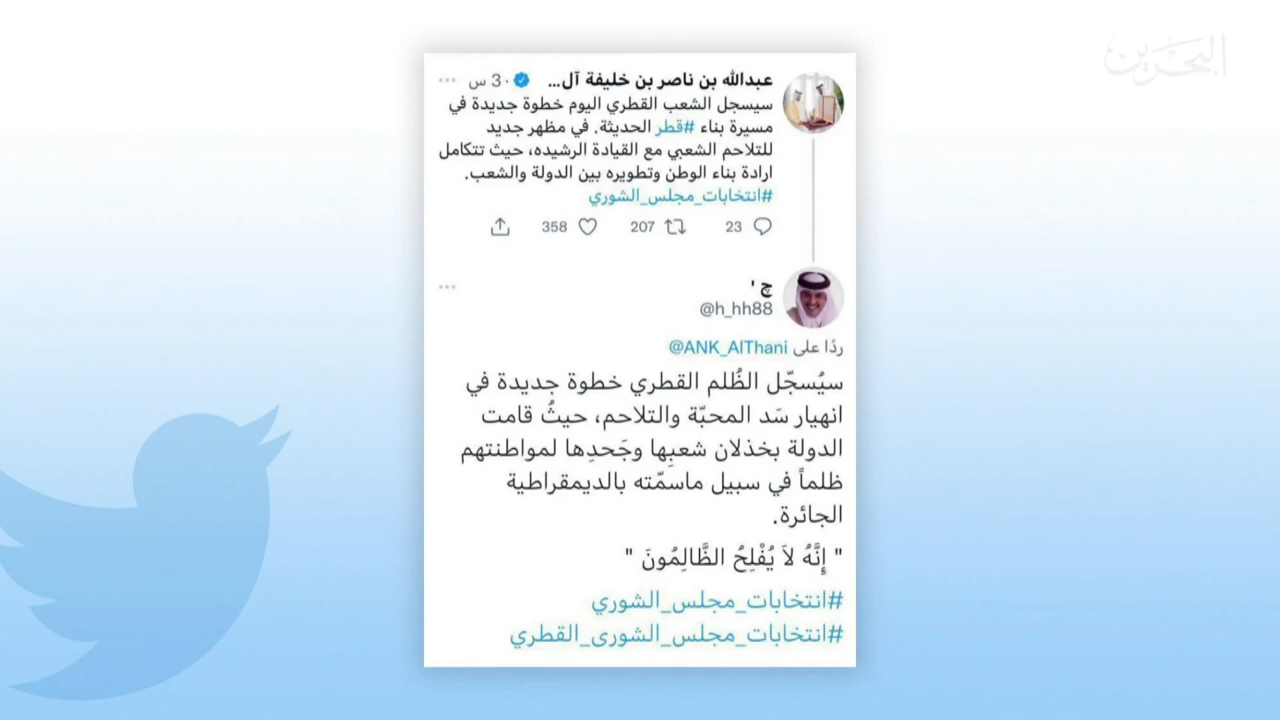 البحرين
عبدالله بن ناصر بن خليفة آل... · 3 س
سيسجل الشعب القطري اليوم خطوة جديدة في
مسيرة بناء #قطر الحديثة. في مظهر جديد
للتلاحم الشعبي مع القيادة الرشيده، حيث تتكامل
ارادة بناء الوطن وتطويره بين الدولة والشعب.
#انتخابات_مجلس_الشوري
23 207 358
ج '
@h_hh88
ردًا على @ANK_AlThani
سيُسجّل الظُلم القطري خطوة جديدة في
انهيار سَد المحبّة والتلاحم، حيثُ قامت
الدولة بخذلان شعبِها وجَحدِها لمواطنتهم
ظلماً في سبيل ماسمّته بالديمقراطية
الجائرة.
" إِنَّهُ لاَ يُفْلِحُ الظَّالِمُونَ "
#انتخابات_مجلس_الشوري
#انتخابات_مجلس_الشورى_القطري